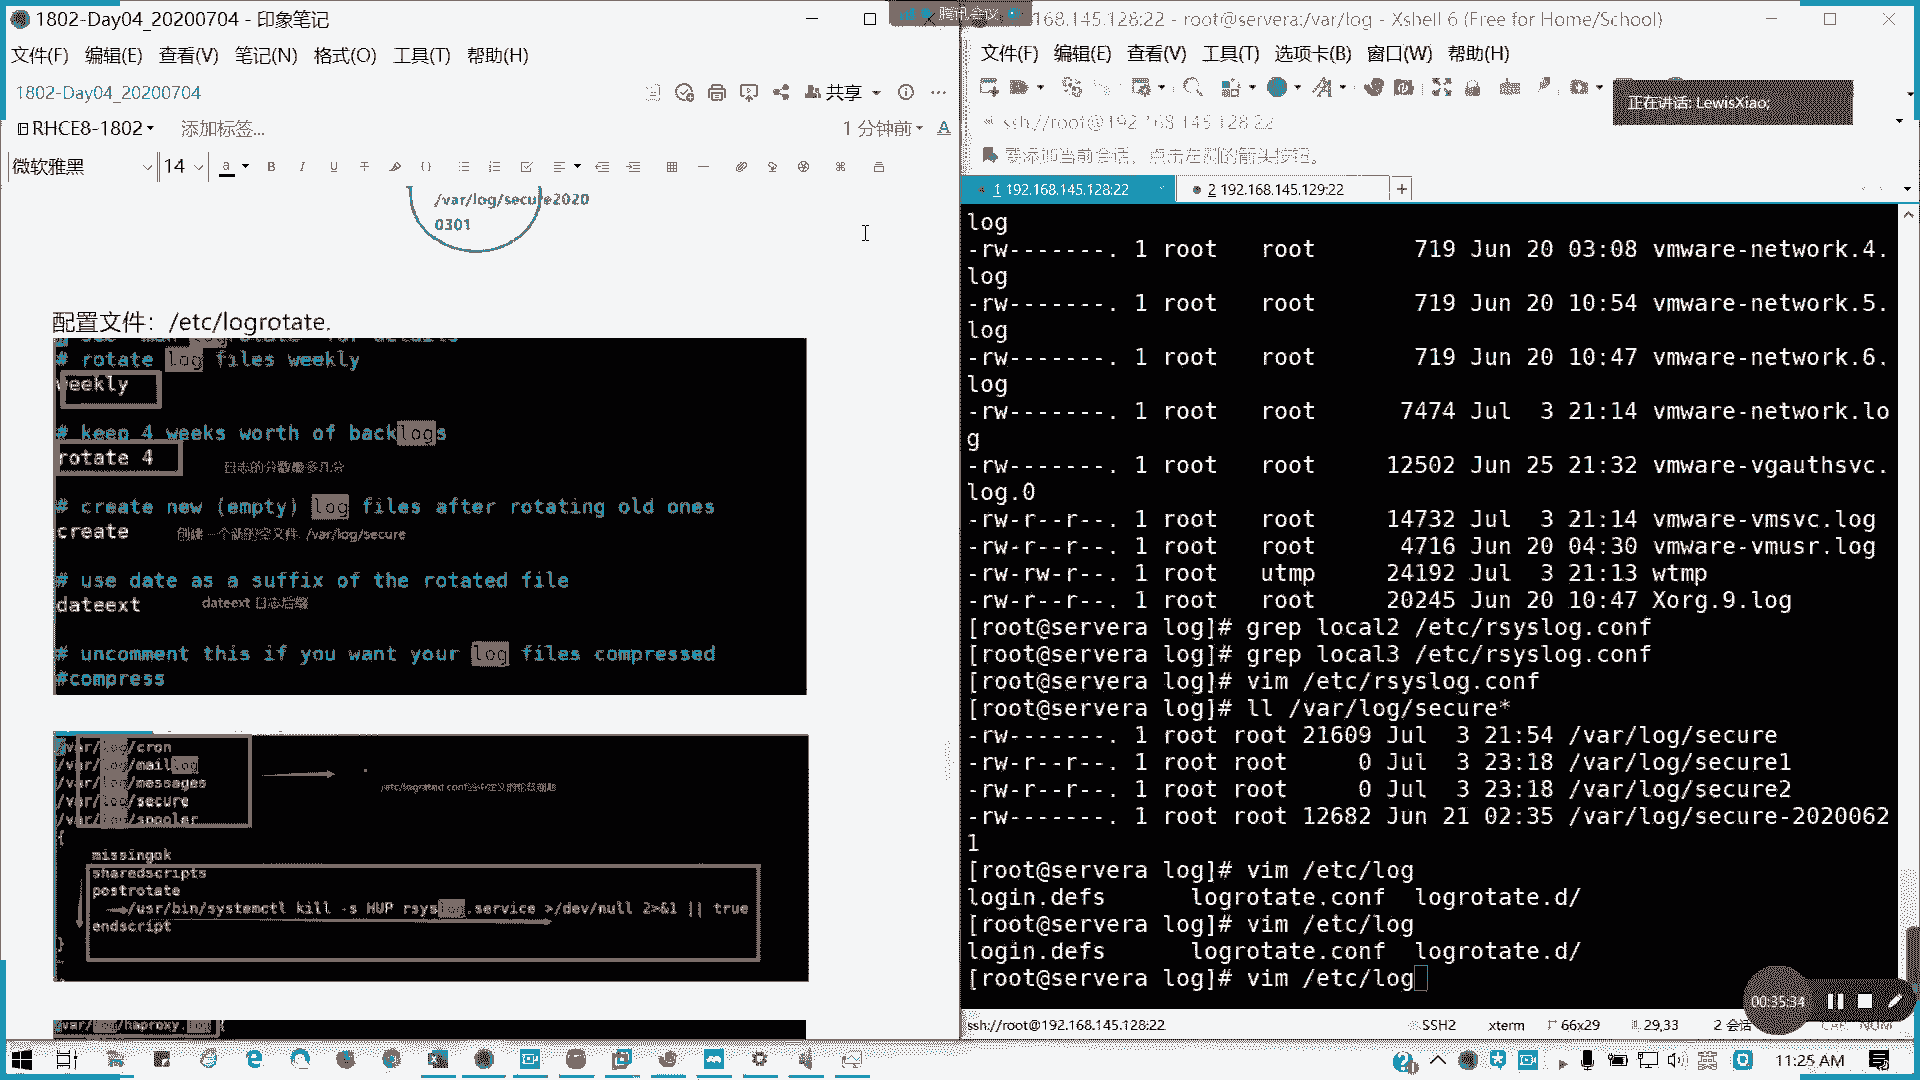 1802-Day04_20200704 - 印象笔记
文件(F) 编辑(E) 查看(V) 笔记(N) 格式(O) 工具(T) 帮助(H)
1802-Day04_20200704
共享
RHCE8-1802
添加标签...
1 分钟前
微软雅黑 14
/var/log/secure2020
0301
配置文件：/etc/logrotate.
# rotate log files weekly
weekly
# keep 4 weeks worth of backlogs
rotate 4
# create new (empty) log files after rotating old ones
create 创建一个新的空文件 /var/log/secure
# use date as a suffix of the rotated file
dateext dateext 日志后缀
# uncomment this if you want your log files compressed
#compress
/var/log/cron
/var/log/maillog
/var/log/messages
/var/log/secure
/var/log/spooler
{
missingok
sharedscripts
postrotate
/usr/bin/systemctl kill -s HUP rsyslog.service >/dev/null 2>&1 || true
endscript
}
/var/log/haproxy.log {
腾讯会议
168.145.128:22 - root@servera:/var/log - Xshell 6 (Free for Home/School)
文件(F) 编辑(E) 查看(V) 工具(T) 选项卡(B) 窗口(W) 帮助(H)
正在讲话: LewisXiao;
ssh://root@192.168.145.128:22
要添加当前会话，点击左侧的箭头按钮。
1 192.168.145.128:22
2 192.168.145.129:22
log
-rw-------. 1 root   root       719 Jun 20 03:08 vmware-network.4.
log
-rw-------. 1 root   root       719 Jun 20 10:54 vmware-network.5.
log
-rw-------. 1 root   root       719 Jun 20 10:47 vmware-network.6.
log
-rw-------. 1 root   root      7474 Jul  3 21:14 vmware-network.lo
g
-rw-------. 1 root   root     12502 Jun 25 21:32 vmware-vgauthsvc.
log.0
-rw-r--r--. 1 root   root     14732 Jul  3 21:14 vmware-vmsvc.log
-rw-r--r--. 1 root   root      4716 Jun 20 04:30 vmware-vmusr.log
-rw-rw-r--. 1 root   utmp     24192 Jul  3 21:13 wtmp
-rw-r--r--. 1 root   root     20245 Jun 20 10:47 Xorg.9.log
[root@servera log]# grep local2 /etc/rsyslog.conf
[root@servera log]# grep local3 /etc/rsyslog.conf
[root@servera log]# vim /etc/rsyslog.conf
[root@servera log]# ll /var/log/secure*
-rw-------. 1 root root 21609 Jul  3 21:54 /var/log/secure
-rw-r--r--. 1 root root     0 Jul  3 23:18 /var/log/secure1
-rw-r--r--. 1 root root     0 Jul  3 23:18 /var/log/secure2
-rw-------. 1 root root 12682 Jun 21 02:35 /var/log/secure-2020062
1
[root@servera log]# vim /etc/log
login.defs      logrotate.conf  logrotate.d/
[root@servera log]# vim /etc/log
login.defs      logrotate.conf  logrotate.d/
[root@servera log]# vim /etc/log
00:35:34
ssh://root@192.168.145.128:22 SSH2 xterm 66x29 29,33 2 会话 CAP NUM
11:25 AM